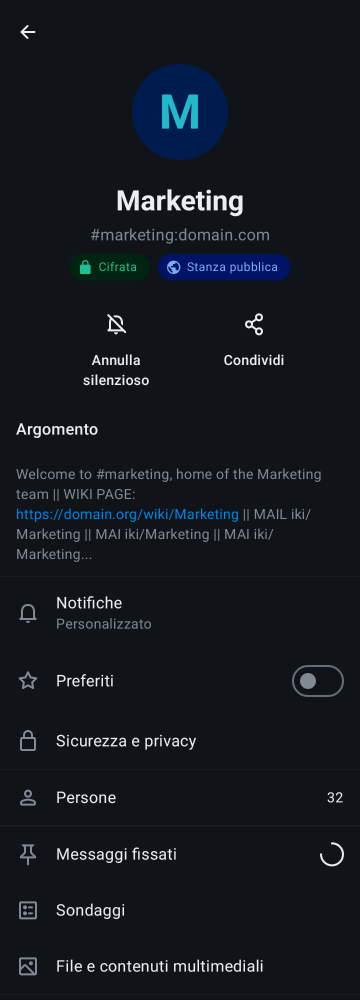 M
Marketing
#marketing:domain.com
Cifrata
Stanza pubblica
Annulla
silenzioso
Condividi
Argomento
Welcome to #marketing, home of the Marketing
team || WIKI PAGE:
https://domain.org/wiki/Marketing || MAIL iki/
Marketing || MAI iki/Marketing || MAI iki/
Marketing...
Notifiche
Personalizzato
Preferiti
Sicurezza e privacy
Persone
32
Messaggi fissati
Sondaggi
File e contenuti multimediali